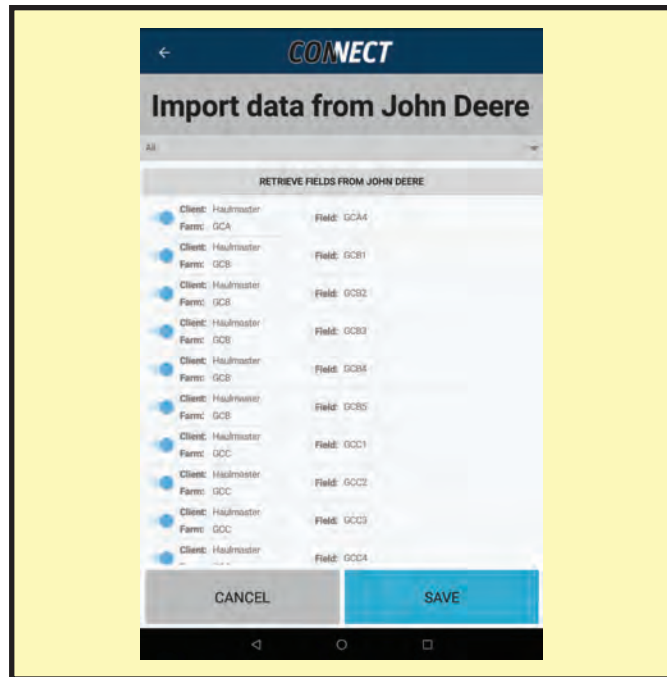 CONNECT
Import data from John Deere
All
RETRIEVE FIELDS FROM JOHN DEERE
Client: Haulmaster
Farm: GCA
Field: GCA4
Client: Haulmaster
Farm: GCB
Field: GCB1
Client: Haulmaster
Farm: GCB
Field: GCB2
Client: Haulmaster
Farm: GCB
Field: GCB3
Client: Haulmaster
Farm: GCB
Field: GCB4
Client: Haulmaster
Farm: GCB
Field: GCB5
Client: Haulmaster
Farm: GCC
Field: GCC1
Client: Haulmaster
Farm: GCC
Field: GCC2
Client: Haulmaster
Farm: GCC
Field: GCC3
Client: Haulmaster
Field: GCC4
CANCEL SAVE